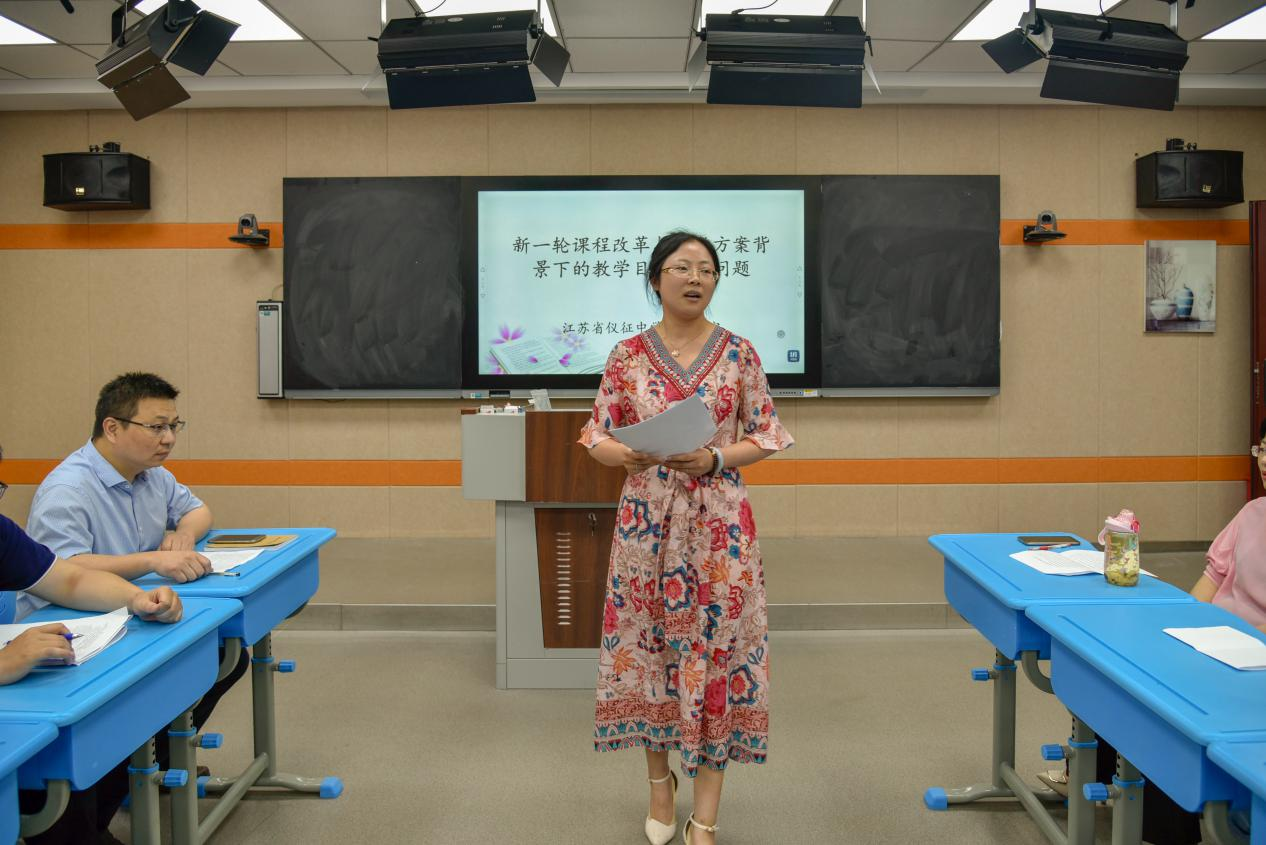 新一轮课程改革 方案背
景下的教学目 问题
江苏省仪征中学